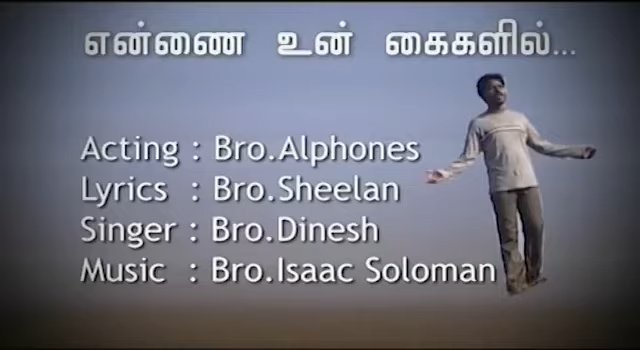 என்ணை உன் கைகளில்...
Acting : Bro.Alphones
Lyrics : Bro.Sheelan
Singer : Bro.Dinesh
Music : Bro.Isaac Soloman